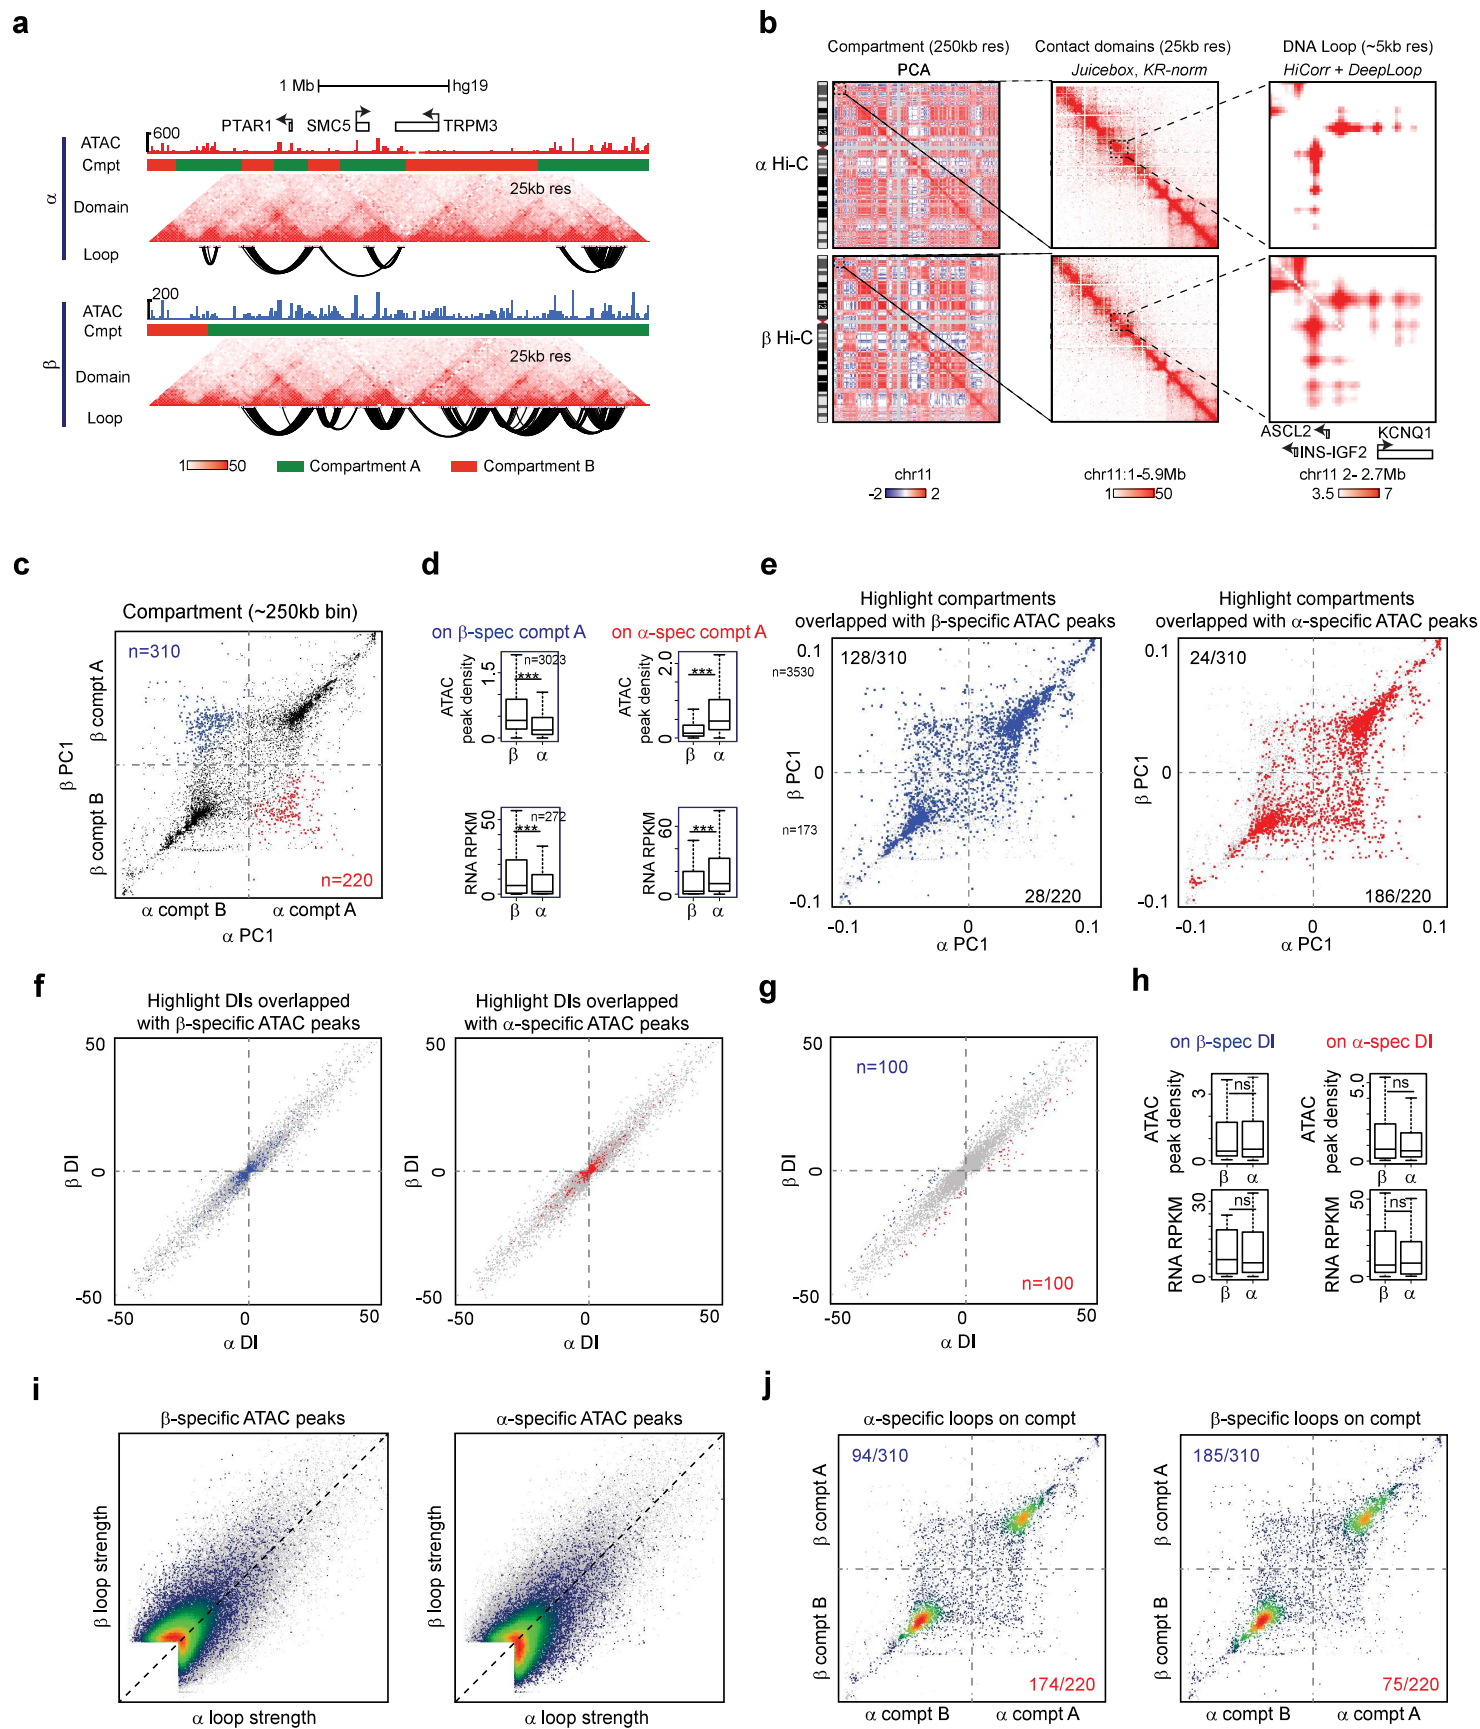 a
1 Mb
hg19
PTAR1
SMC5
TRPM3
α
ATAC
600
Cmpt
25kb res
Domain
Loop
β
ATAC
200
Cmpt
25kb res
Domain
Loop
1
50
Compartment A
Compartment B
b
Compartment (250kb res)
PCA
Contact domains (25kb res)
Juicebox, KR-norm
DNA Loop (~5kb res)
HiCorr + DeepLoop
α Hi-C
β Hi-C
ASCL2
KCNQ1
INS-IGF2
chr11
-2
2
chr11:1-5.9Mb
1
50
chr11 2- 2.7Mb
3.5
7
c
Compartment (~250kb bin)
n=310
n=220
β compt A
β compt B
β PC1
α compt B
α compt A
α PC1
d
on β-spec compt A
on α-spec compt A
ATAC
peak density
1.5
0
n=3023
***
β
α
ATAC
peak density
2.0
0
***
β
α
RNA RPKM
50
0
n=272
***
β
α
RNA RPKM
60
0
***
β
α
e
Highlight compartments
overlapped with β-specific ATAC peaks
0.1
128/310
n=3530
β PC1
0
n=173
28/220
-0.1
-0.1
0
0.1
α PC1
Highlight compartments
overlapped with α-specific ATAC peaks
0.1
24/310
β PC1
0
186/220
-0.1
-0.1
0
0.1
α PC1
f
Highlight DIs overlapped
with β-specific ATAC peaks
50
β DI
0
-50
-50
0
50
α DI
Highlight DIs overlapped
with α-specific ATAC peaks
50
β DI
0
-50
-50
0
50
α DI
g
50
n=100
β DI
0
n=100
-50
-50
0
50
α DI
h
on β-spec DI
on α-spec DI
ATAC
peak density
3
0
ns
β
α
ATAC
peak density
5.0
0
ns
β
α
RNA RPKM
30
0
ns
β
α
RNA RPKM
50
0
ns
β
α
i
β-specific ATAC peaks
β loop strength
α loop strength
α-specific ATAC peaks
β loop strength
α loop strength
j
α-specific loops on compt
94/310
β compt A
β compt B
174/220
α compt B
α compt A
β-specific loops on compt
185/310
β compt A
β compt B
75/220
α compt B
α compt A